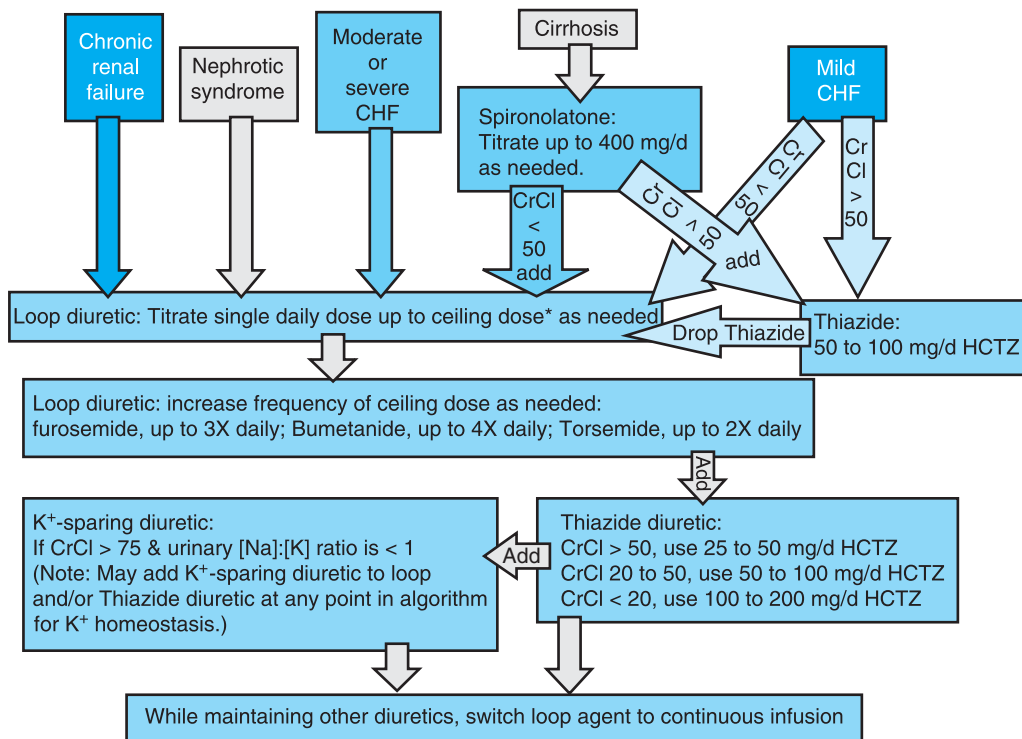 Chronic
renal
failure
Nephrotic
syndrome
Moderate
or
severe
CHF
Cirrhosis
Mild
CHF
Spironolatone:
Titrate up to 400 mg/d
as needed.
CrCl
<
50
add
Cr
Cl > 50
add
Cr
Cl < 50
Cr
Cl >
50
Loop diuretic: Titrate single daily dose up to ceiling dose* as needed
Drop Thiazide
Thiazide:
50 to 100 mg/d HCTZ
Loop diuretic: increase frequency of ceiling dose as needed:
furosemide, up to 3X daily; Bumetanide, up to 4X daily; Torsemide, up to 2X daily
Add
K⁺-sparing diuretic:
If CrCl > 75 & urinary [Na]:[K] ratio is < 1
(Note: May add K⁺-sparing diuretic to loop
and/or Thiazide diuretic at any point in algorithm
for K⁺ homeostasis.)
Add
Thiazide diuretic:
CrCl > 50, use 25 to 50 mg/d HCTZ
CrCl 20 to 50, use 50 to 100 mg/d HCTZ
CrCl < 20, use 100 to 200 mg/d HCTZ
While maintaining other diuretics, switch loop agent to continuous infusion